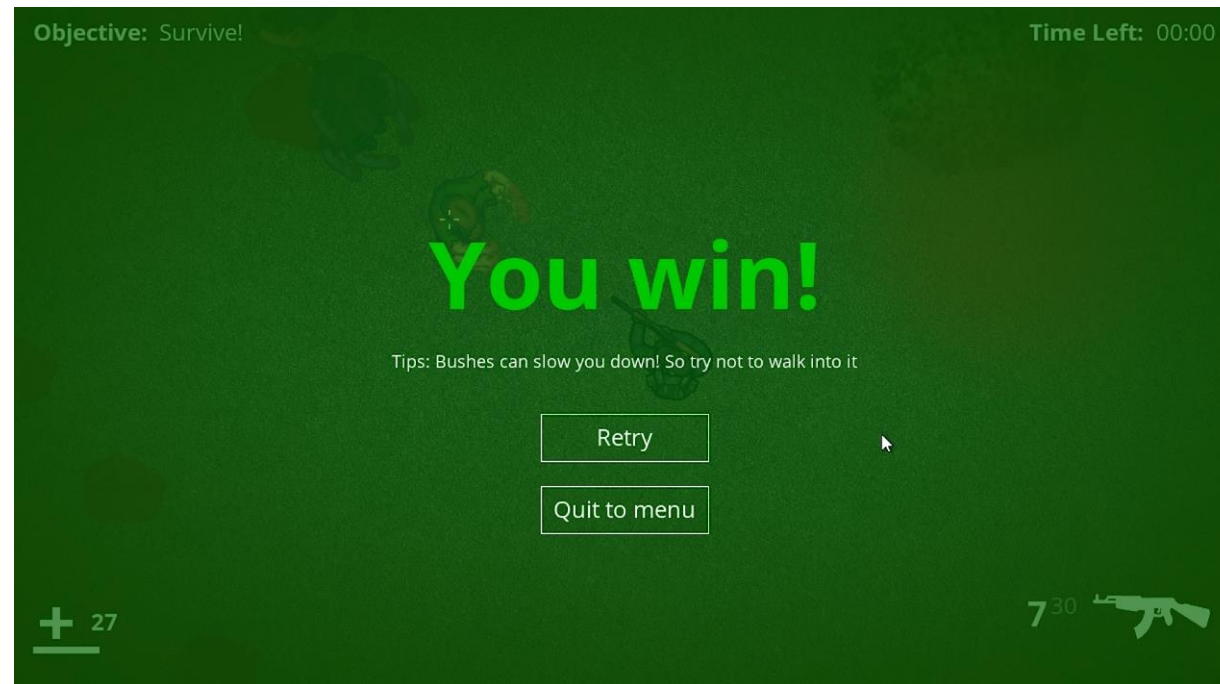 Objective: Survive!
Time Left: 00:00
You win!
Tips: Bushes can slow you down! So try not to walk into it
Retry
Quit to menu
27
7 30